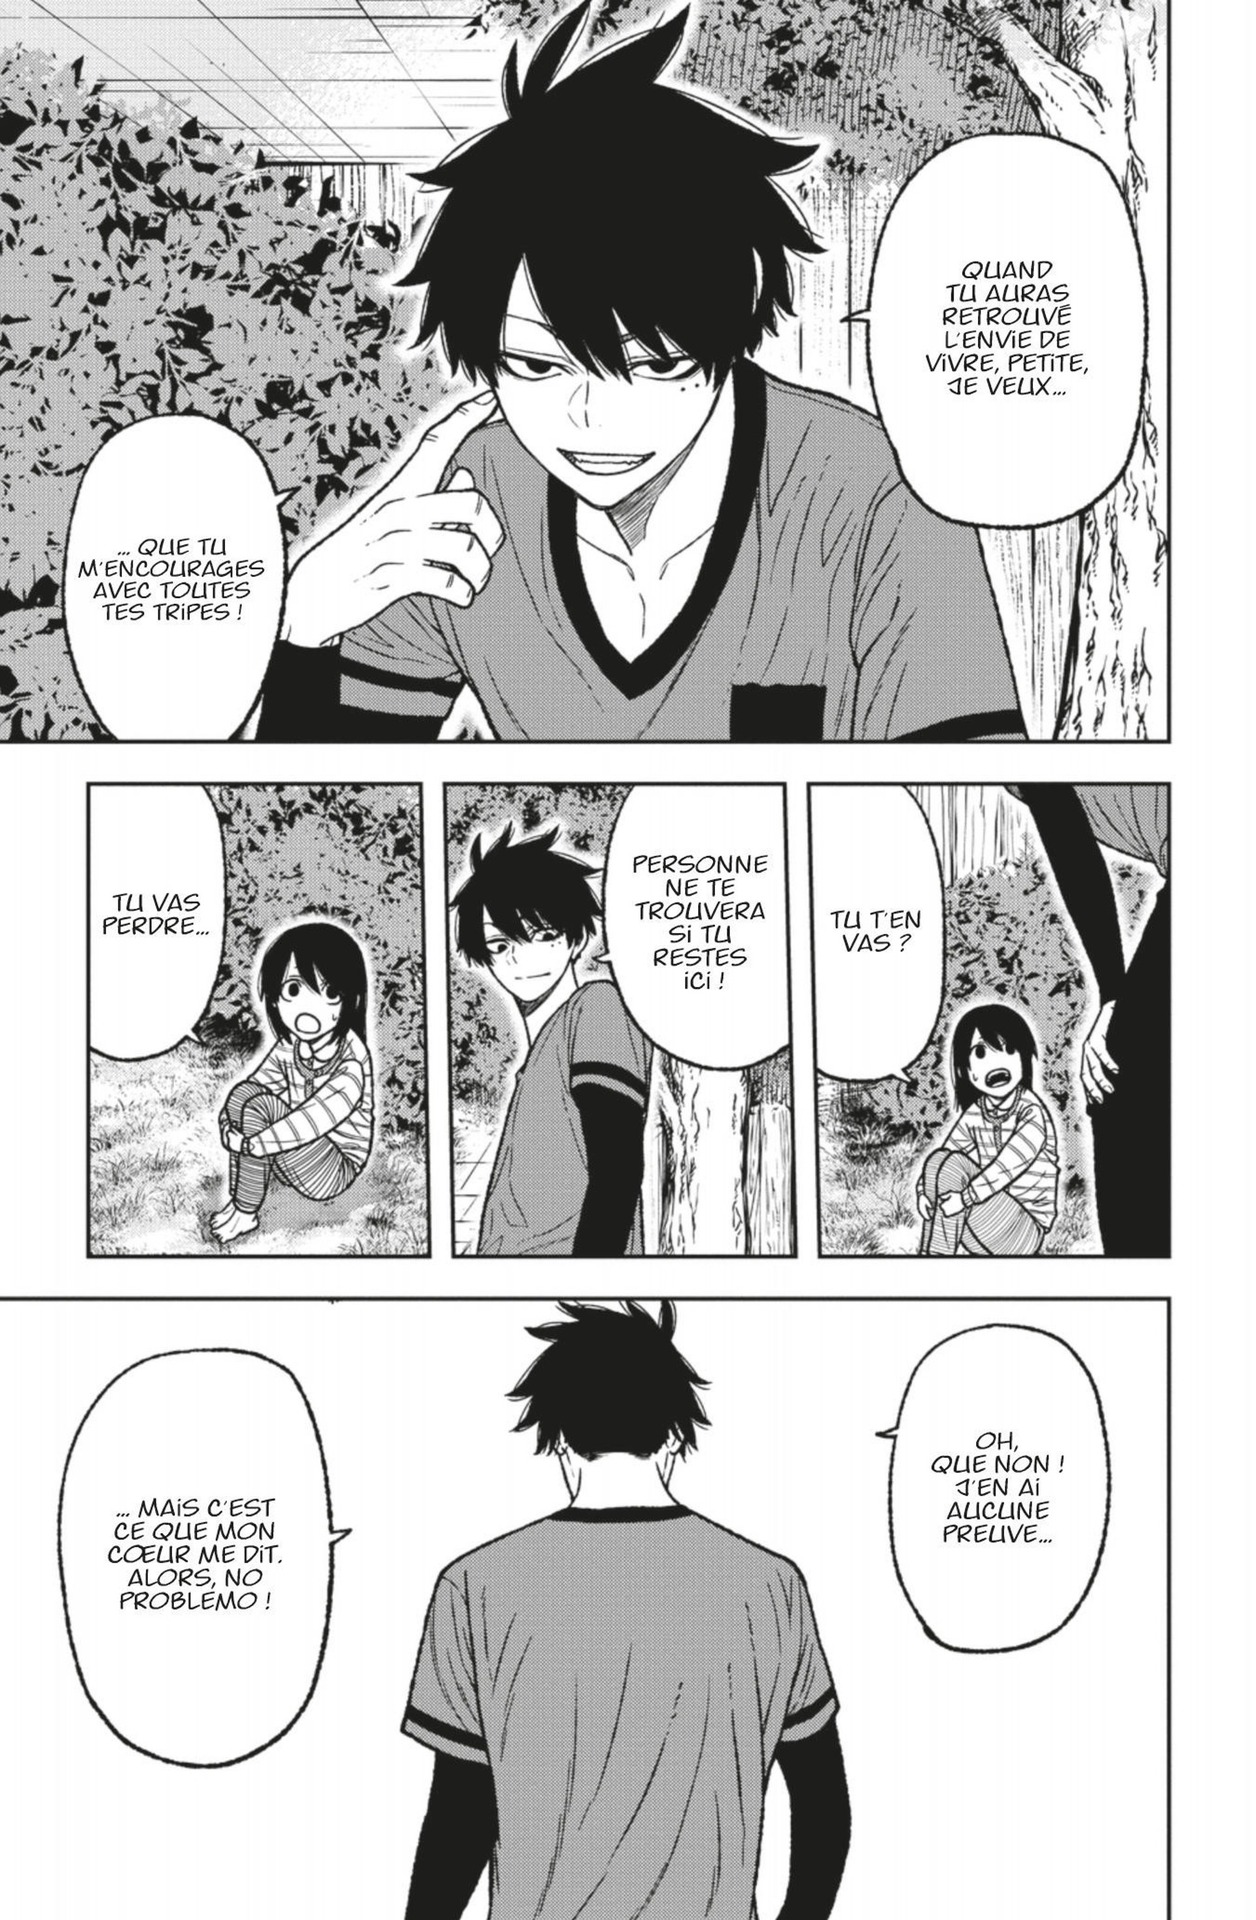 QUAND
TU AURAS
RETROUVÉ
L'ENVIE DE
VIVRE, PETITE,
JE VEUX...
... QUE TU
M'ENCOURAGES
AVEC TOUTES
TES TRIPES !
TU T'EN
VAS ?
PERSONNE
NE TE
TROUVERA
SI TU
RESTES
ICI !
TU VAS
PERDRE...
OH,
QUE NON !
J'EN AI
AUCUNE
PREUVE...
... MAIS C'EST
CE QUE MON
CŒUR ME DIT.
ALORS, NO
PROBLEMO !